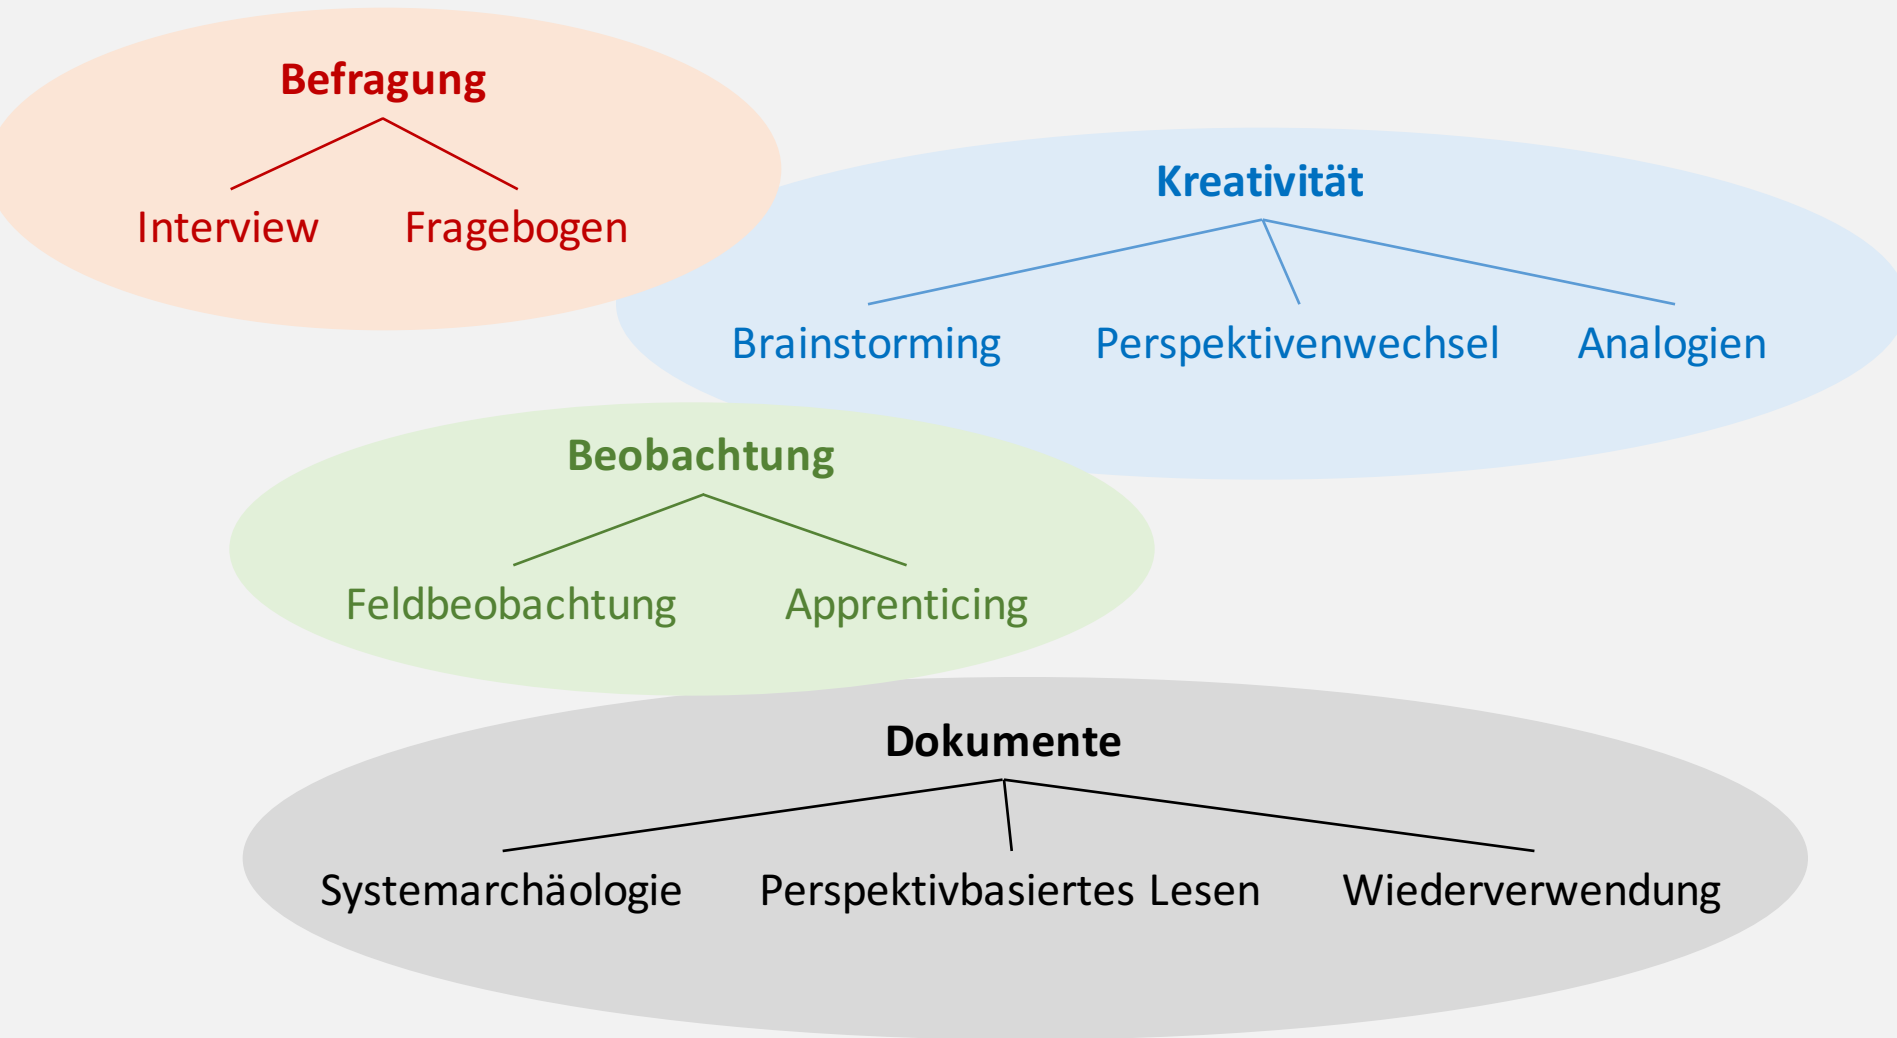 Befragung
Interview Fragebogen
Kreativität
Brainstorming Perspektivenwechsel Analogien
Beobachtung
Feldbeobachtung Apprenticing
Dokumente
Systemarchäologie Perspektivbasiertes Lesen Wiederverwendung